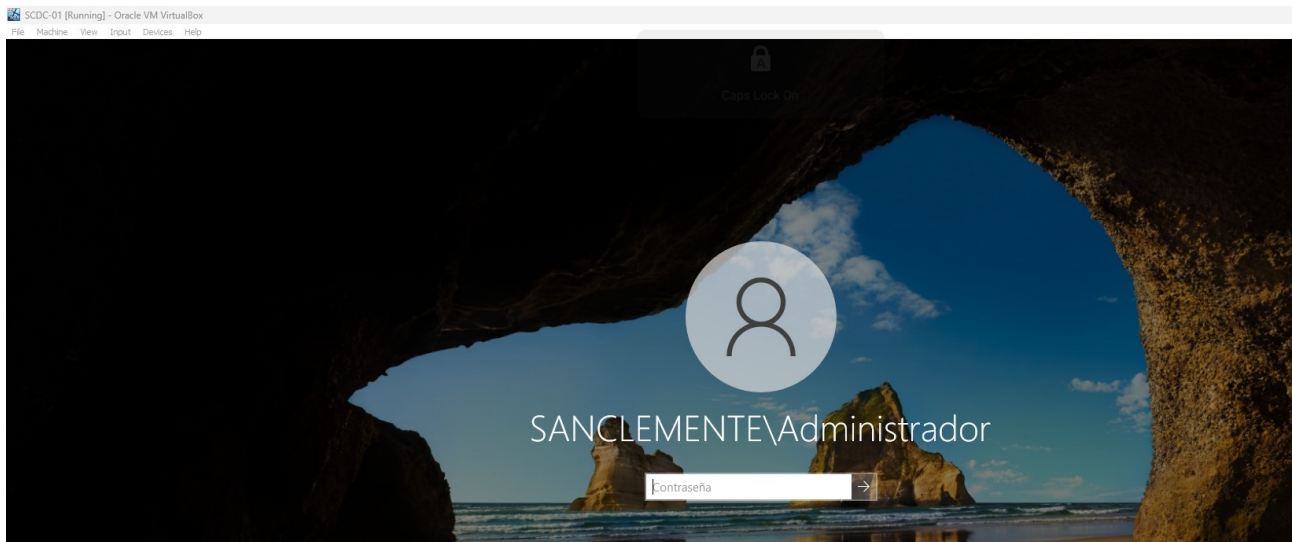 SCDC-01 [Running] - Oracle VM VirtualBox
File Machine View Input Devices Help
A
Caps Lock On
SANCLEMENTE\Administrador
Contraseña